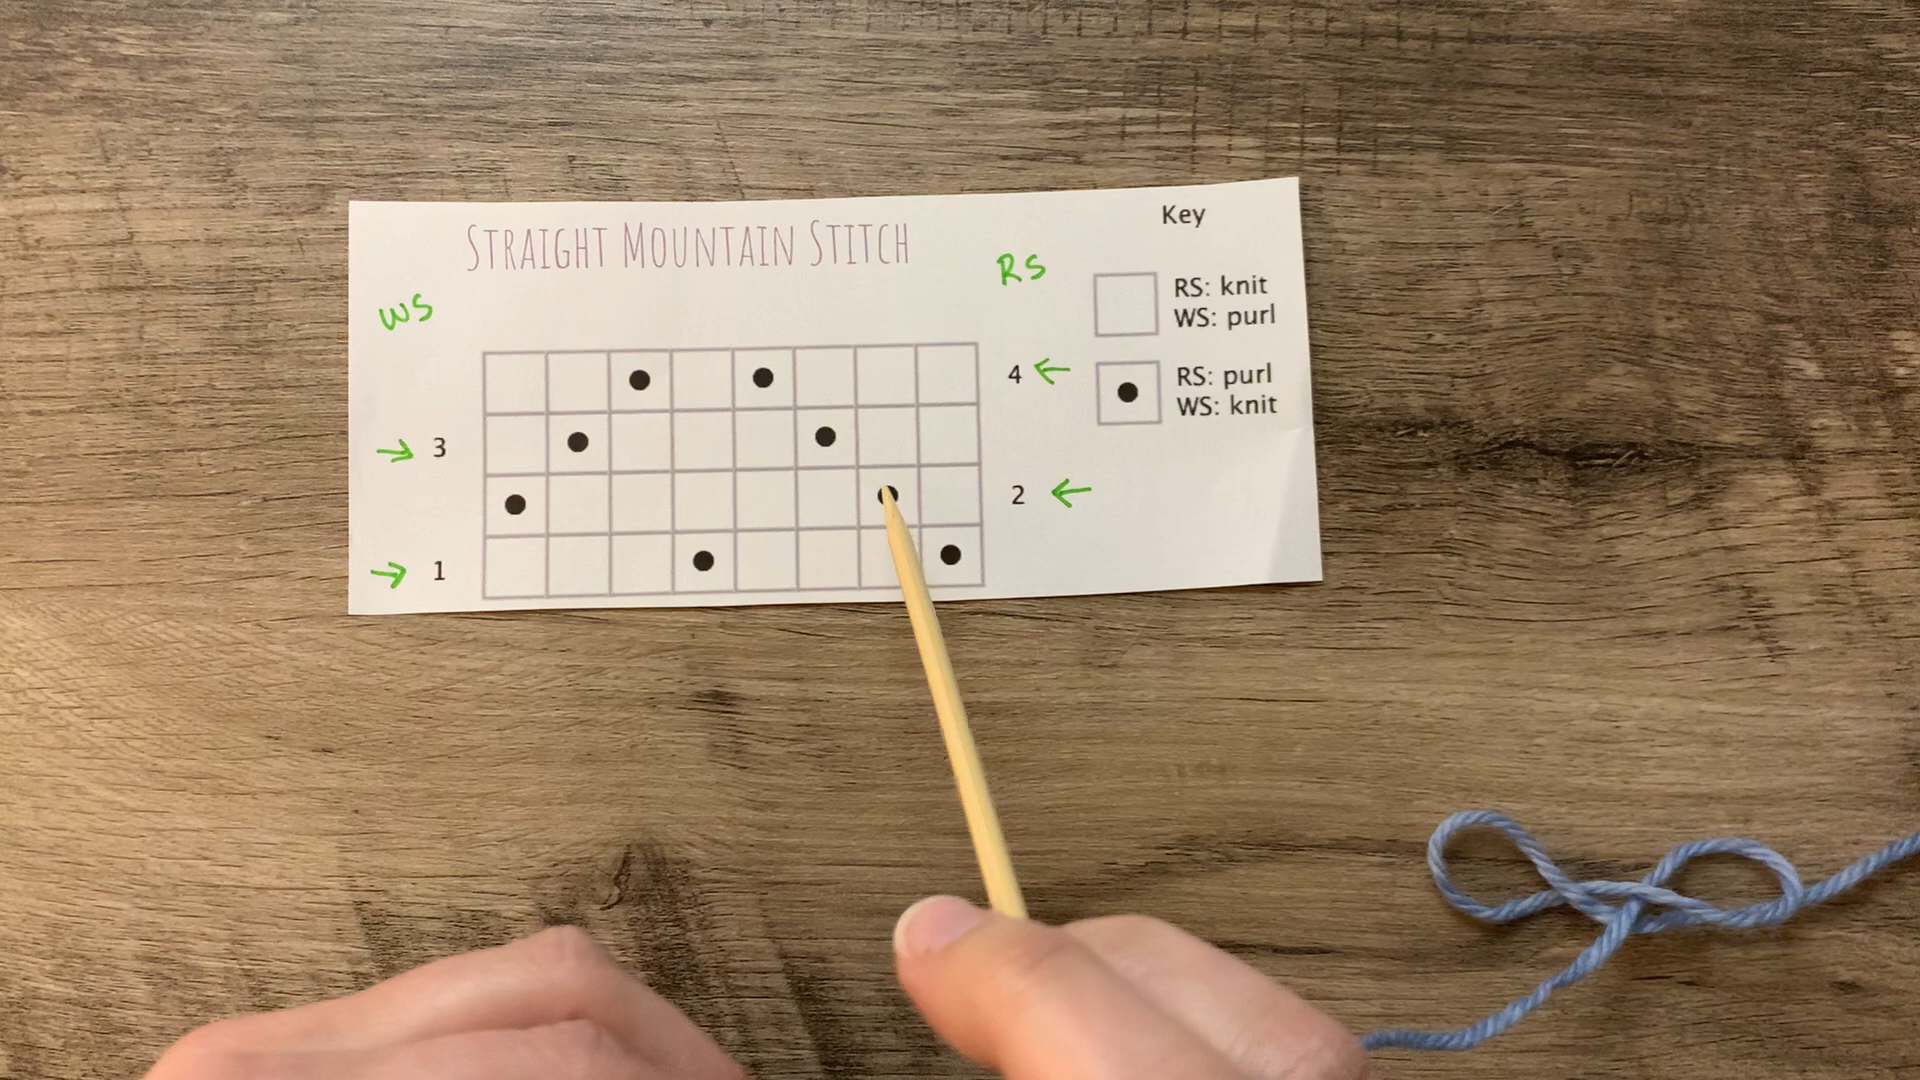 STRAIGHT MOUNTAIN STITCH
Key
RS
WS
RS: knit
WS: purl
RS: purl
WS: knit
4
3
2
1